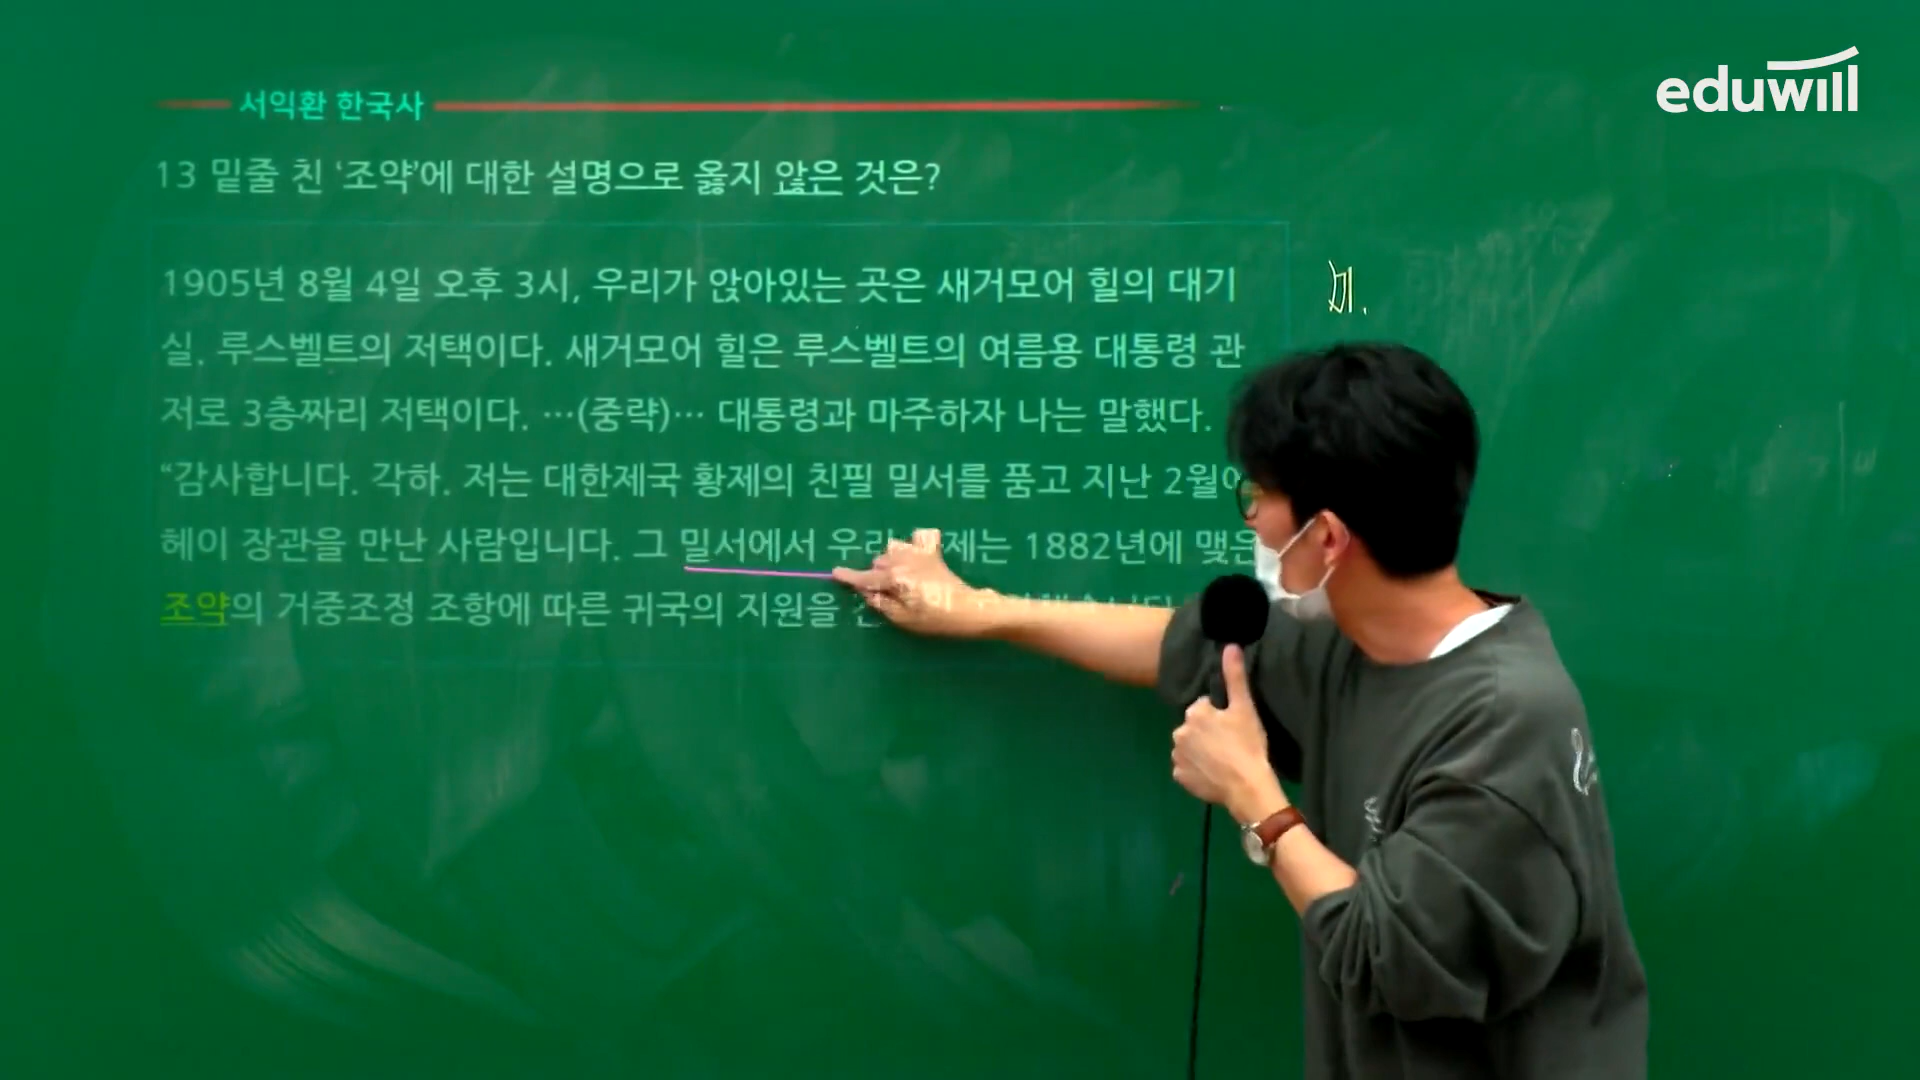 eduwill
서익환 한국사
13 밑줄 친 ‘조약’에 대한 설명으로 옳지 않은 것은?
1905년 8월 4일 오후 3시, 우리가 앉아있는 곳은 새거모어 힐의 대기
실. 루스벨트의 저택이다. 새거모어 힐은 루스벨트의 여름용 대통령 관
저로 3층짜리 저택이다. …(중략)… 대통령과 마주하자 나는 말했다.
“감사합니다. 각하. 저는 대한제국 황제의 친필 밀서를 품고 지난 2월에
헤이 장관을 만난 사람입니다. 그 밀서에서 우리 제는 1882년에 맺은
조약의 거중조정 조항에 따른 귀국의 지원을